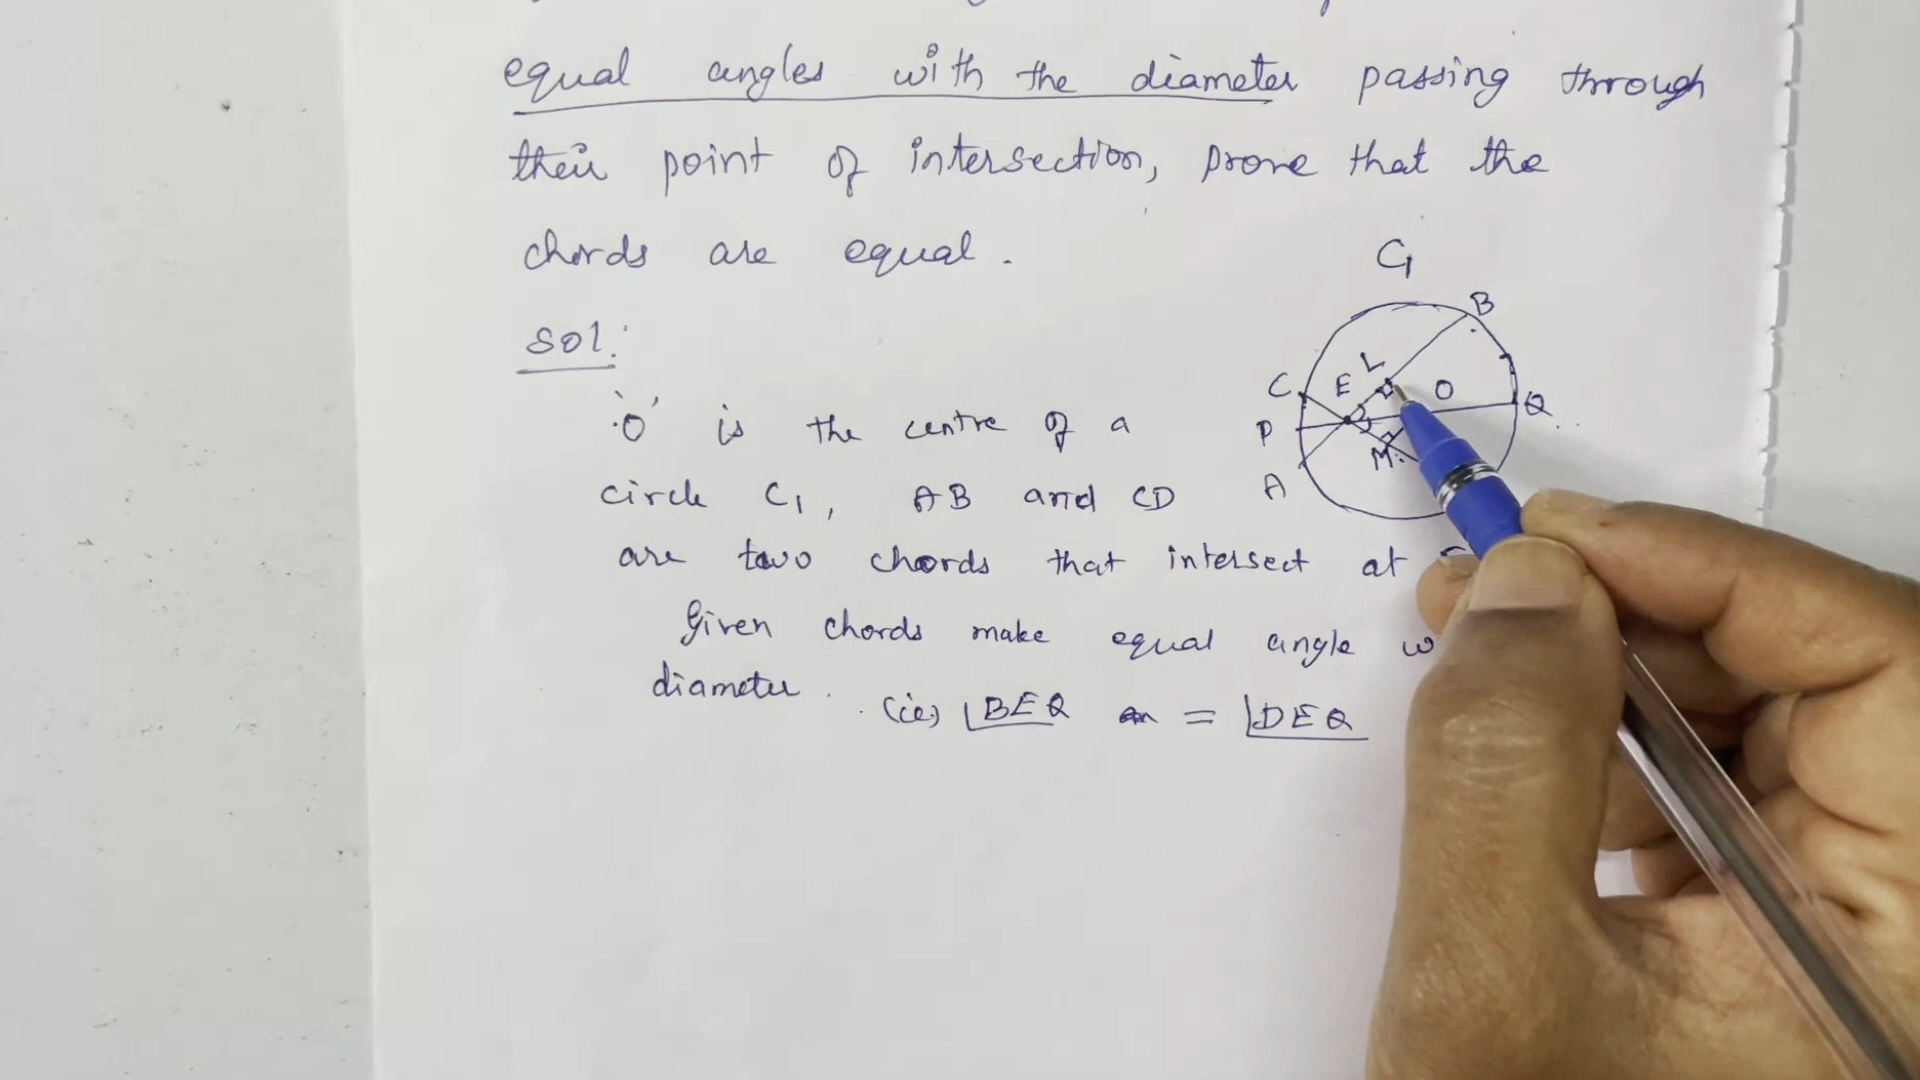 equal angles with the diameter passing through
their point of intersection, prove that the
chords are equal.
C1
Sol:
B
L
C E O
P Q
M
A
'O' is the centre of a
circle C1, AB and CD
are two chords that intersect at
Given chords make equal angle
diameter.
(ie) ∠BEQ = ∠DEQ